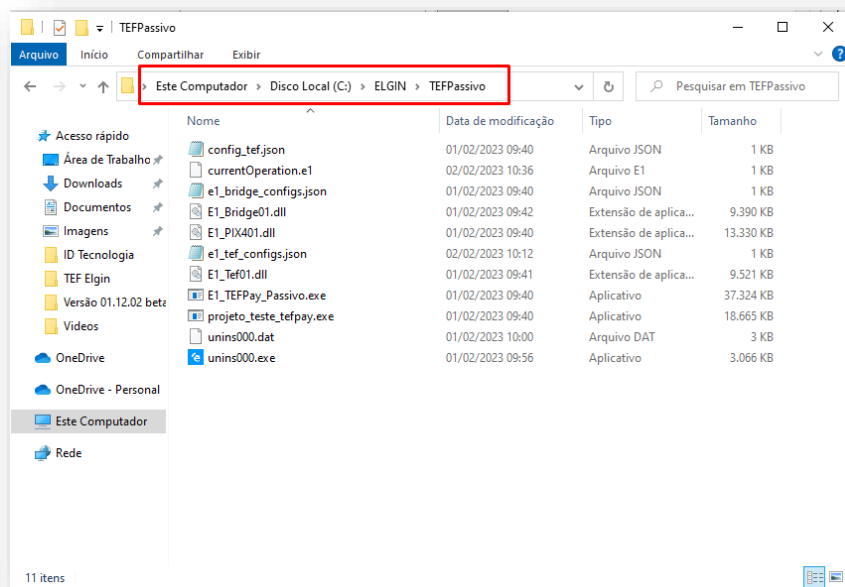 TEFPassivo
Arquivo Início Compartilhar Exibir
Este Computador > Disco Local (C:) > ELGIN > TEFPassivo
Pesquisar em TEFPassivo
Acesso rápido
Área de Trabalho
Downloads
Documentos
Imagens
ID Tecnologia
TEF Elgin
Versão 01.12.02 beta
Videos
OneDrive
OneDrive - Personal
Este Computador
Rede
Nome Data de modificação Tipo Tamanho
config_tef.json 01/02/2023 09:40 Arquivo JSON 1 KB
currentOperation.e1 02/02/2023 10:36 Arquivo E1 1 KB
e1_bridge_configs.json 01/02/2023 09:40 Arquivo JSON 1 KB
E1_Bridge01.dll 01/02/2023 09:42 Extensão de aplica... 9.390 KB
E1_PIX401.dll 01/02/2023 09:40 Extensão de aplica... 13.330 KB
e1_tef_configs.json 02/02/2023 10:12 Arquivo JSON 1 KB
E1_Tef01.dll 01/02/2023 09:41 Extensão de aplica... 9.521 KB
E1_TEFPay_Passivo.exe 01/02/2023 09:40 Aplicativo 37.324 KB
projeto_teste_tefpay.exe 01/02/2023 09:40 Aplicativo 18.665 KB
unins000.dat 01/02/2023 10:00 Arquivo DAT 3 KB
unins000.exe 01/02/2023 09:56 Aplicativo 3.066 KB
11 itens